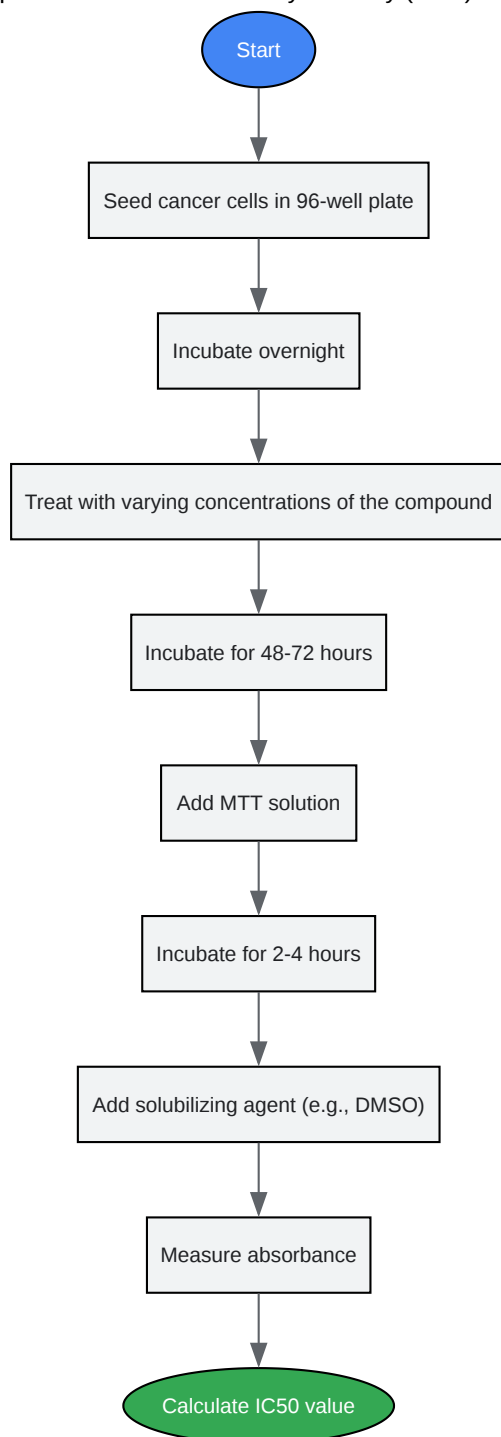 Start
Seed cancer cells in 96-well plate
Incubate overnight
Treat with varying concentrations of the compound
Incubate for 48-72 hours
Add MTT solution
Incubate for 2-4 hours
Add solubilizing agent (e.g., DMSO)
Measure absorbance
Calculate IC50 value